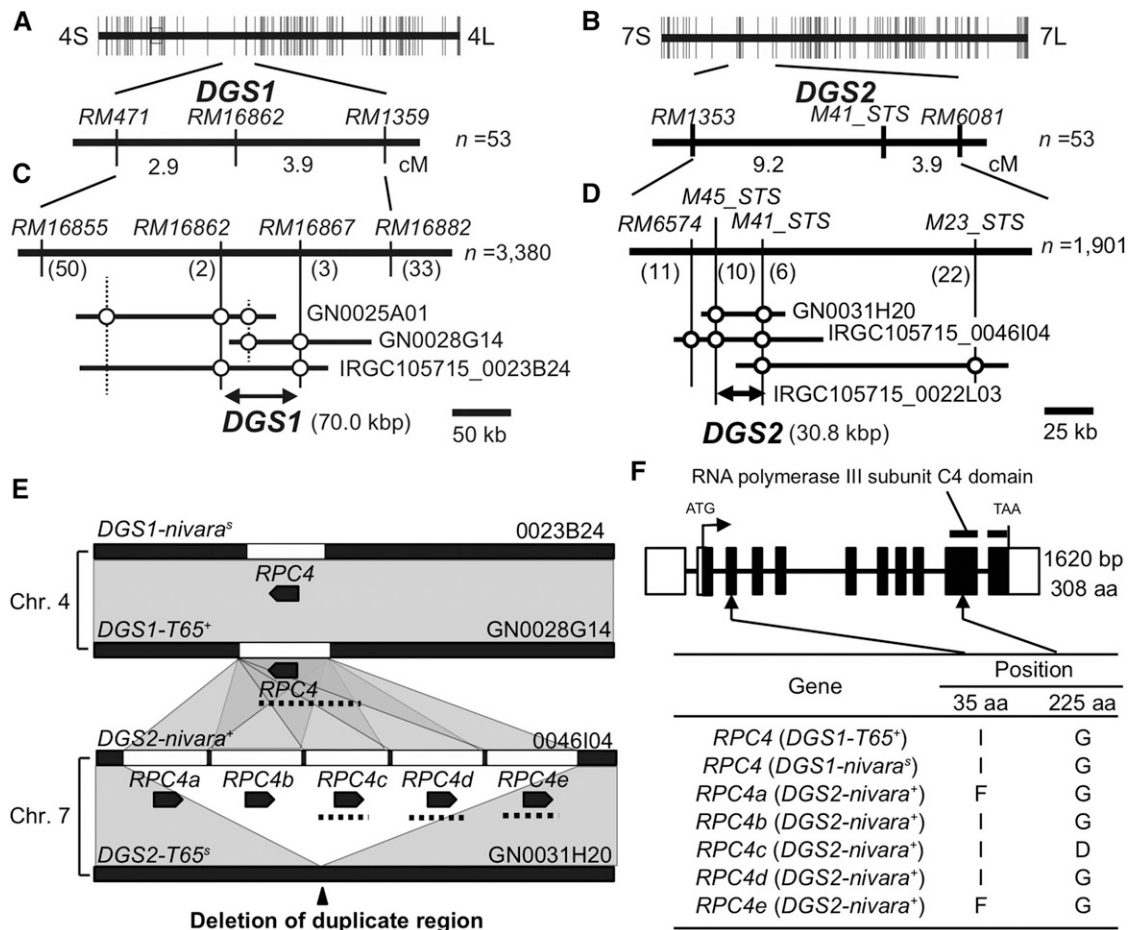 A
4S
4L
DGS1
RM471 RM16862 RM1359
n =53
2.9 3.9 cM
B
7S
7L
DGS2
RM1353 M41_STS RM6081
n =53
9.2 3.9 cM
C
RM16855 RM16862 RM16867 RM16882
n =3,380
(50) (2) (3) (33)
GN0025A01
GN0028G14
IRGC105715_0023B24
DGS1 (70.0 kbp)
50 kb
D
M45_STS
RM6574 M41_STS M23_STS
n =1,901
(11) (10) (6) (22)
GN0031H20
IRGC105715_0046I04
IRGC105715_0022L03
DGS2 (30.8 kbp)
25 kb
E
DGS1-nivaraˢ 0023B24
RPC4
Chr. 4
DGS1-T65⁺ GN0028G14
RPC4
DGS2-nivara⁺ 0046I04
RPC4a RPC4b RPC4c RPC4d RPC4e
Chr. 7
DGS2-T65ˢ GN0031H20
Deletion of duplicate region
F
RNA polymerase III subunit C4 domain
ATG TAA
1620 bp
308 aa
Gene Position
35 aa 225 aa
RPC4 (DGS1-T65⁺) I G
RPC4 (DGS1-nivaraˢ) I G
RPC4a (DGS2-nivara⁺) F G
RPC4b (DGS2-nivara⁺) I G
RPC4c (DGS2-nivara⁺) I D
RPC4d (DGS2-nivara⁺) I G
RPC4e (DGS2-nivara⁺) F G